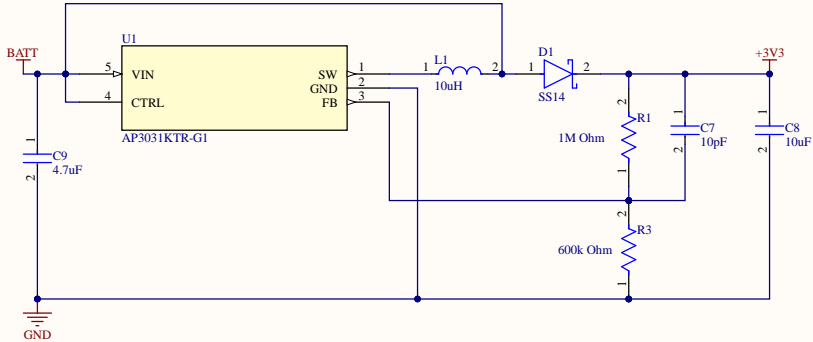 U1
BATT
5
VIN
SW
1
GND
2
4
CTRL
FB
3
AP3031KTR-G1
L1
1
2
10uH
D1
1
2
SS14
+3V3
2
R1
1M Ohm
1
1
C7
10pF
2
1
C8
10uF
2
1
C9
4.7uF
2
2
R3
600k Ohm
1
GND